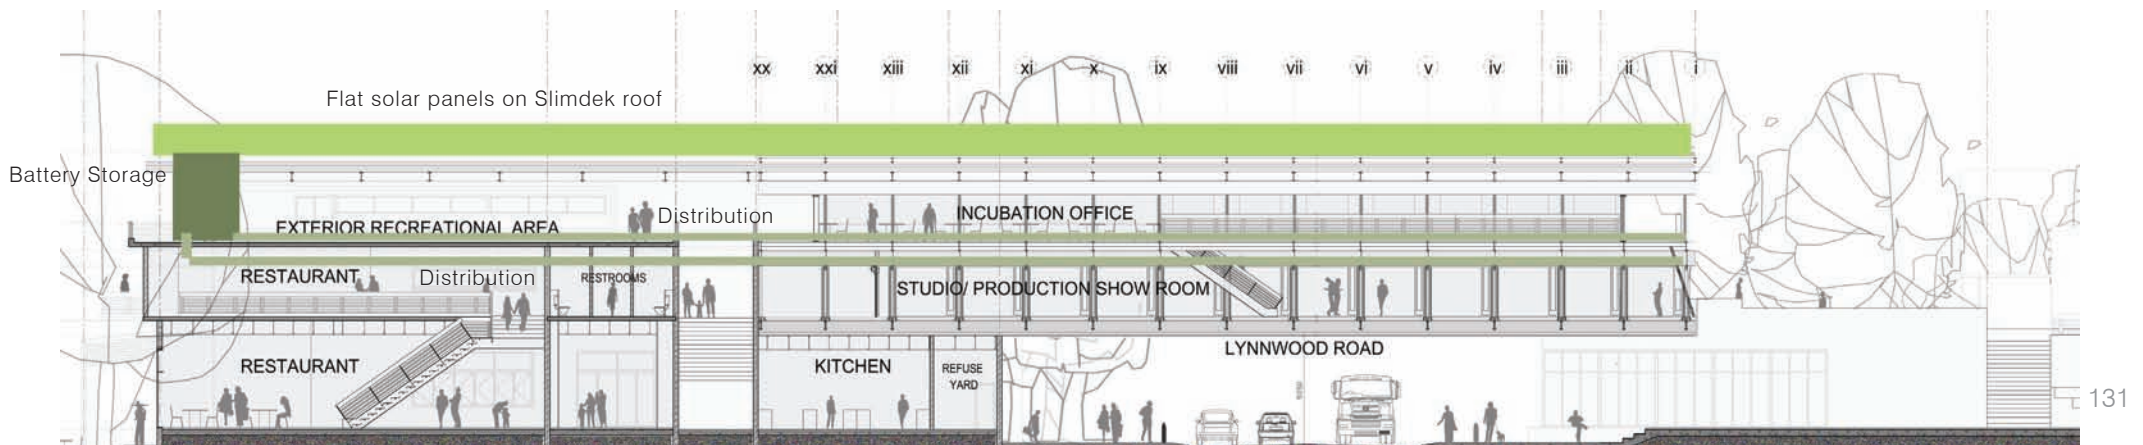 xx xxi xiii xii xi x ix viii vii vi v iv iii ii i
Flat solar panels on Slimdek roof
Battery Storage
EXTERIOR RECREATIONAL AREA
Distribution
INCUBATION OFFICE
RESTAURANT
Distribution
RESTROOMS
STUDIO/ PRODUCTION SHOW ROOM
RESTAURANT
KITCHEN
REFUSE
YARD
LYNNWOOD ROAD
131